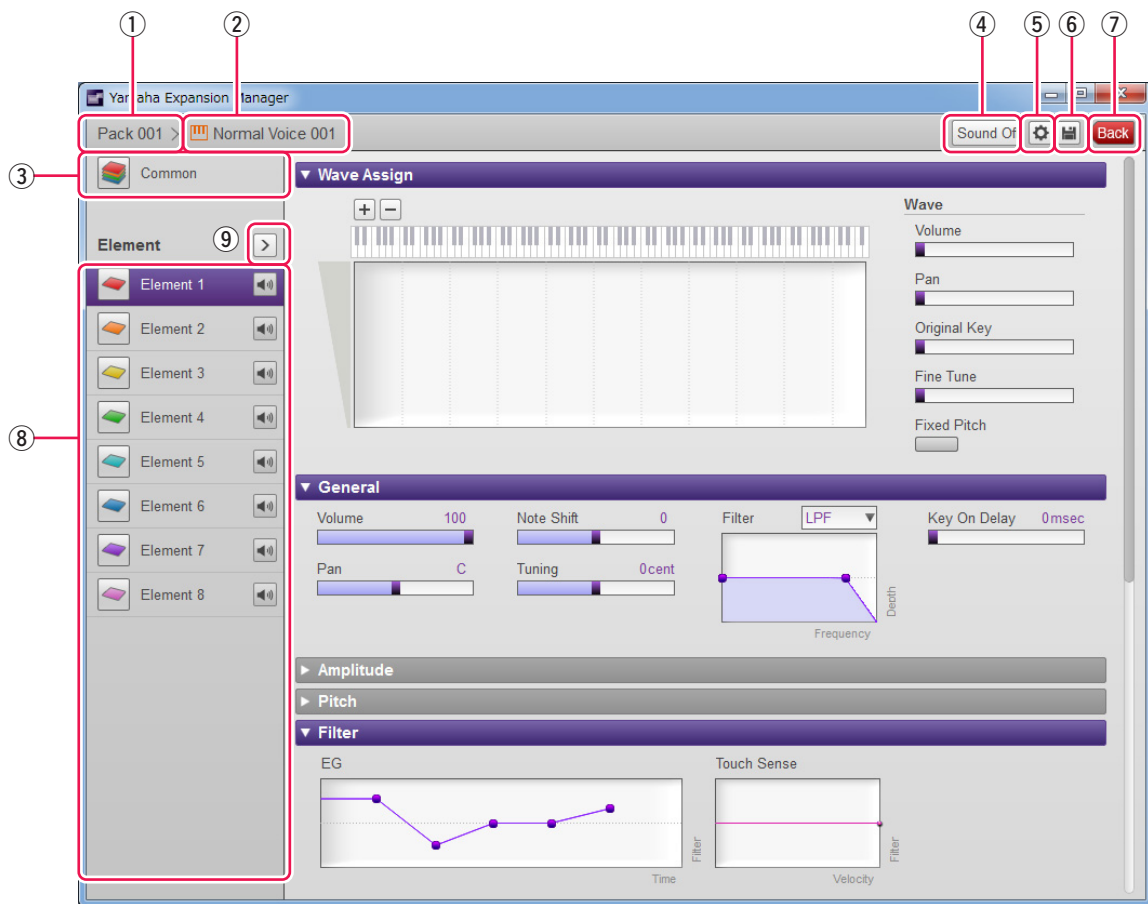 ① ② ④ ⑤ ⑥ ⑦
Yamaha Expansion Manager
Pack 001 > Normal Voice 001 Sound Of Back
③ Common
Wave Assign
+ − Wave
Element ⑨ >
Volume
Element 1
Pan
Element 2
Original Key
Element 3
Fine Tune
Element 4
Fixed Pitch
⑧ Element 5
General
Element 6
Volume 100 Note Shift 0 Filter LPF Key On Delay 0msec
Element 7
Pan C Tuning 0cent
Depth
Element 8
Frequency
Amplitude
Pitch
Filter
EG Touch Sense
Filter Filter
Time Velocity